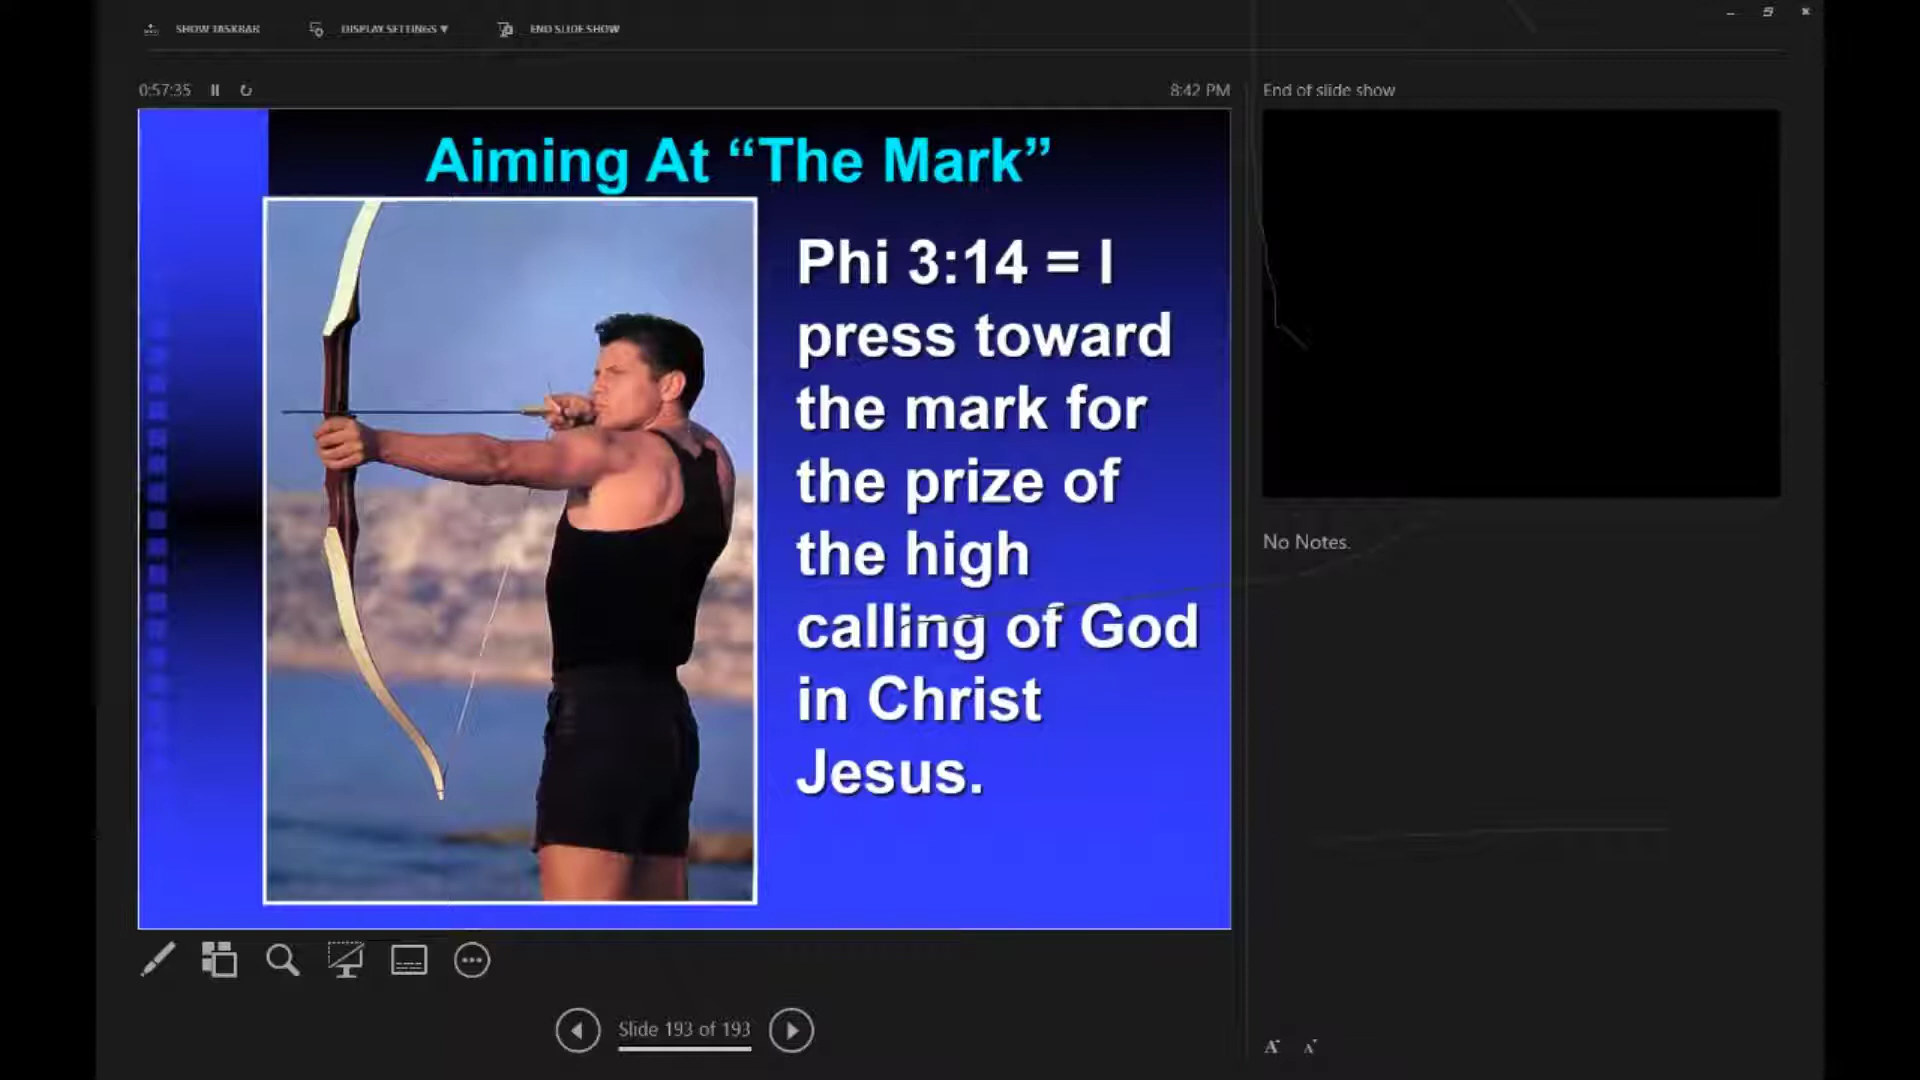 SHOW TASKBAR DISPLAY SETTINGS ▼ END SLIDE SHOW
0:57:35 8:42 PM End of slide show
Aiming At “The Mark”
Phi 3:14 = I
press toward
the mark for
the prize of
the high
calling of God
in Christ
Jesus.
No Notes.
Slide 193 of 193
A A